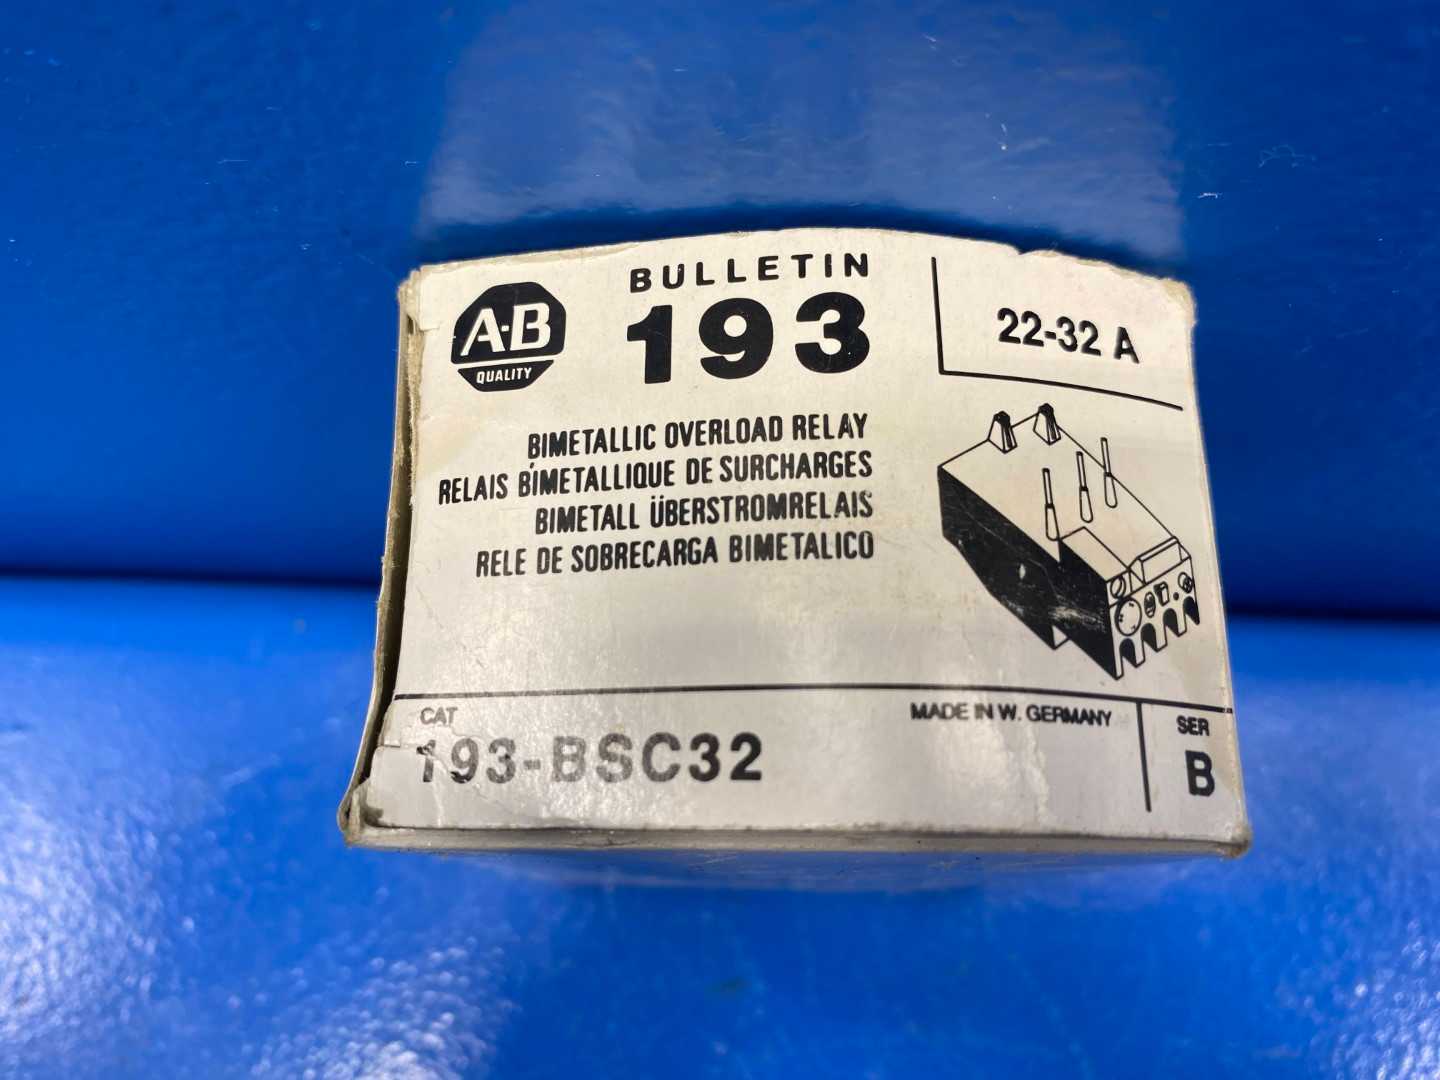 A-B
QUALITY
BULLETIN
193
22-32 A
BIMETALLIC OVERLOAD RELAY
RELAIS BIMETALLIQUE DE SURCHARGES
BIMETALL ÜBERSTROMRELAIS
RELE DE SOBRECARGA BIMETALICO
CAT
193-BSC32
MADE IN W. GERMANY
SER
B